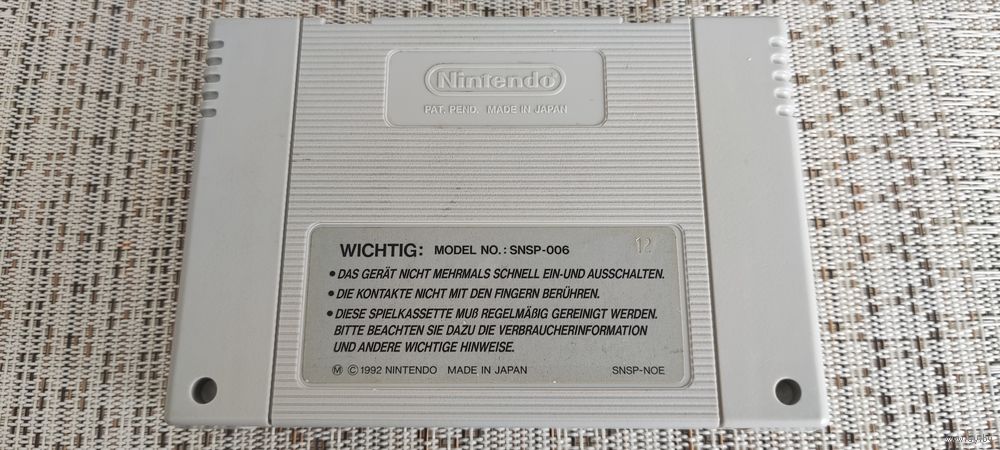 Nintendo®
PAT. PEND. MADE IN JAPAN
WICHTIG: MODEL NO.: SNSP-006 12
• DAS GERÄT NICHT MEHRMALS SCHNELL EIN-UND AUSSCHALTEN.
• DIE KONTAKTE NICHT MIT DEN FINGERN BERÜHREN.
• DIESE SPIELKASSETTE MUß REGELMÄßIG GEREINIGT WERDEN.
BITTE BEACHTEN SIE DAZU DIE VERBRAUCHERINFORMATION
UND ANDERE WICHTIGE HINWEISE.
Ⓜ © 1992 NINTENDO MADE IN JAPAN SNSP-NOE